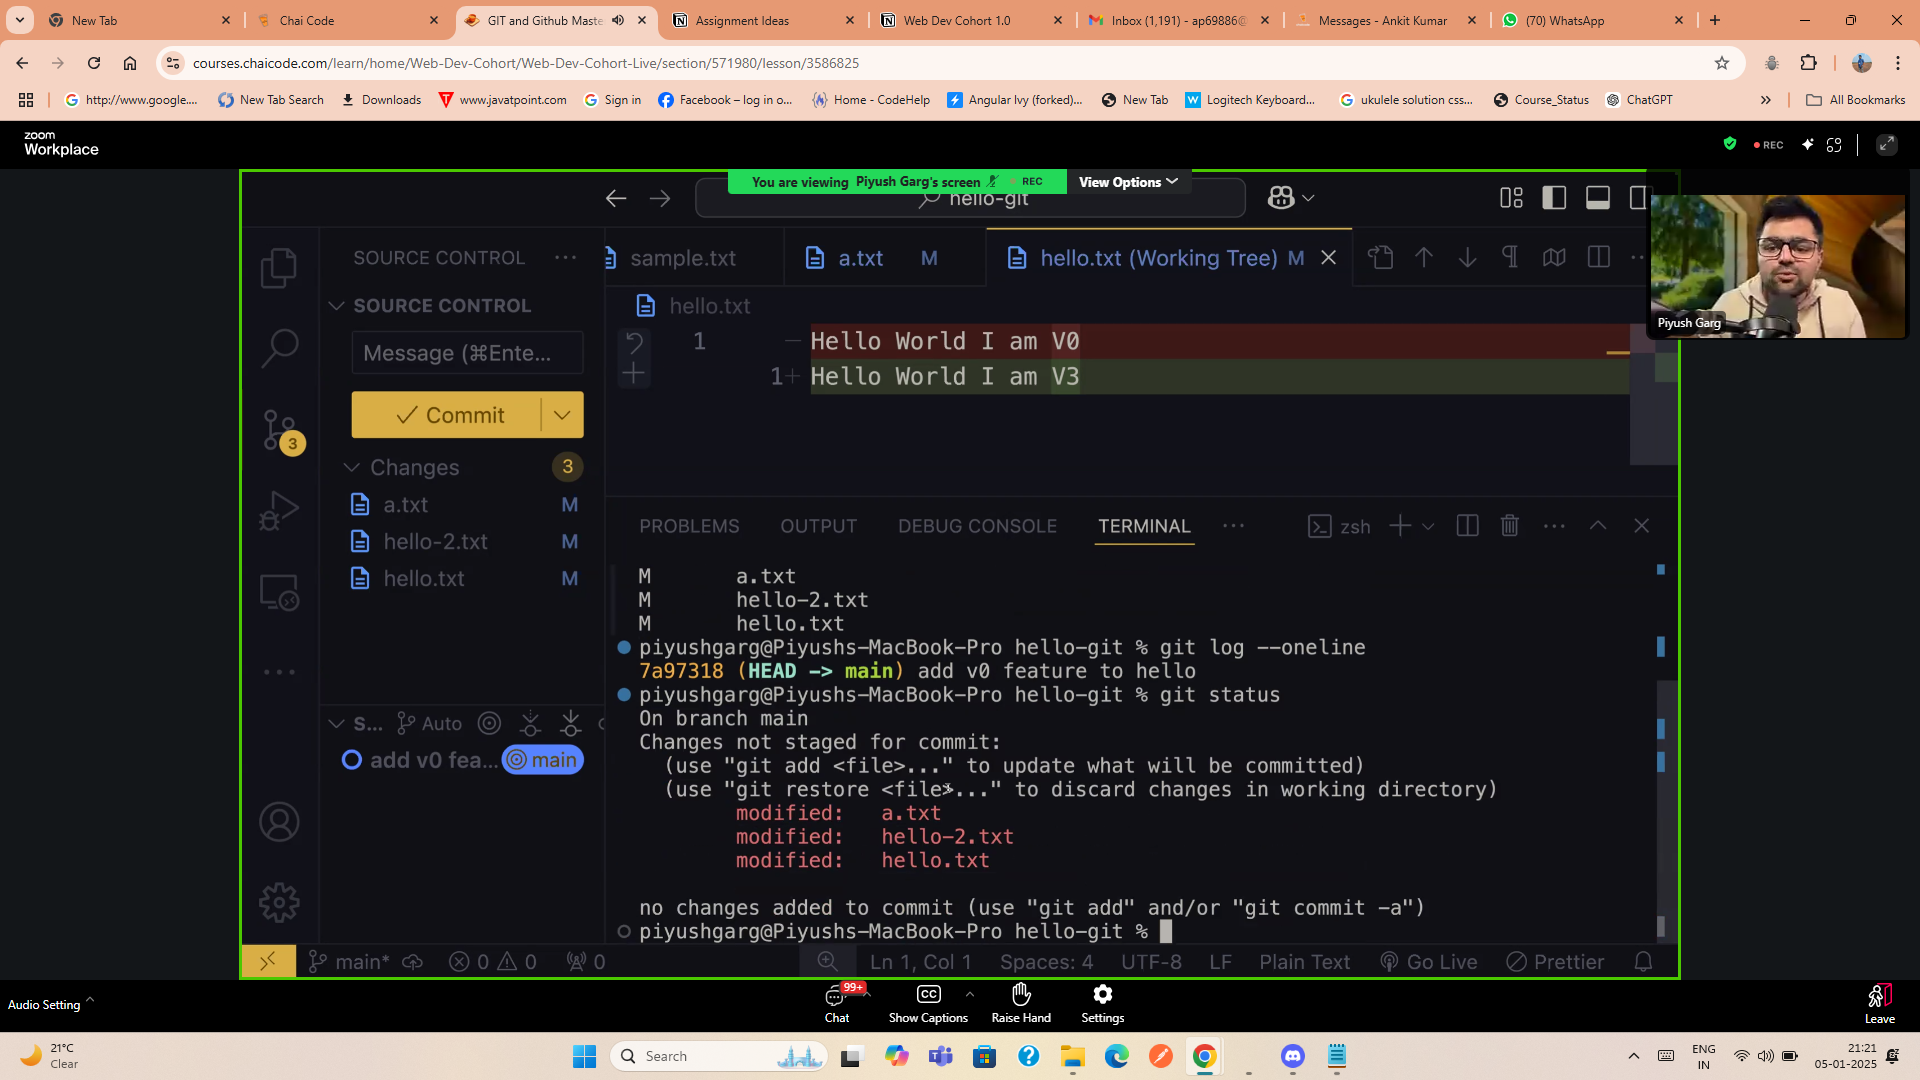 New Tab
Chai Code
GIT and Github Maste
Assignment Ideas
Web Dev Cohort 1.0
Inbox (1,191) - ap69886@
Messages - Ankit Kumar
(70) WhatsApp
courses.chaicode.com/learn/home/Web-Dev-Cohort/Web-Dev-Cohort-Live/section/571980/lesson/3586825
http://www.google....
New Tab Search
Downloads
www.javatpoint.com
Sign in
Facebook – log in o...
Home - CodeHelp
Angular Ivy (forked)...
New Tab
Logitech Keyboard...
ukulele solution css...
Course_Status
ChatGPT
All Bookmarks
zoom
Workplace
REC
You are viewing Piyush Garg's screen
REC
View Options
hello-git
SOURCE CONTROL
sample.txt
a.txt M
hello.txt (Working Tree) M
SOURCE CONTROL
hello.txt
Piyush Garg
Message (⌘Ente...
1 — Hello World I am V0
1+ Hello World I am V3
Commit
3
Changes 3
a.txt M
hello-2.txt M
hello.txt M
PROBLEMS OUTPUT DEBUG CONSOLE TERMINAL ... zsh
M a.txt
M hello-2.txt
M hello.txt
piyushgarg@Piyushs-MacBook-Pro hello-git % git log --oneline
7a97318 (HEAD -> main) add v0 feature to hello
piyushgarg@Piyushs-MacBook-Pro hello-git % git status
On branch main
Changes not staged for commit:
(use "git add <file>..." to update what will be committed)
(use "git restore <file>..." to discard changes in working directory)
modified: a.txt
modified: hello-2.txt
modified: hello.txt
no changes added to commit (use "git add" and/or "git commit -a")
piyushgarg@Piyushs-MacBook-Pro hello-git %
S... Auto
add v0 fea... main
main* 0 0 0 Ln 1, Col 1 Spaces: 4 UTF-8 LF Plain Text Go Live Prettier
Audio Setting
99+
Chat
CC
Show Captions
Raise Hand
Settings
Leave
21°C
Clear
Search
ENG
IN
21:21
05-01-2025